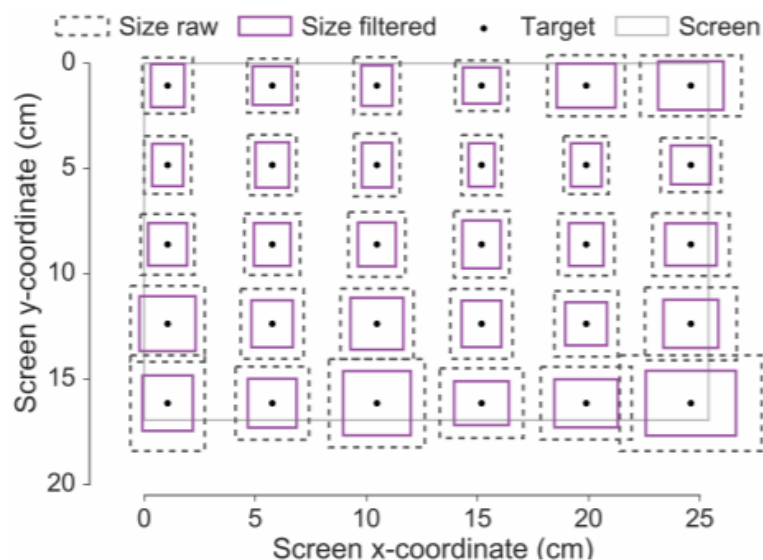 Size raw Size filtered Target Screen
0
5
10
15
20
Screen y-coordinate (cm)
0 5 10 15 20 25
Screen x-coordinate (cm)